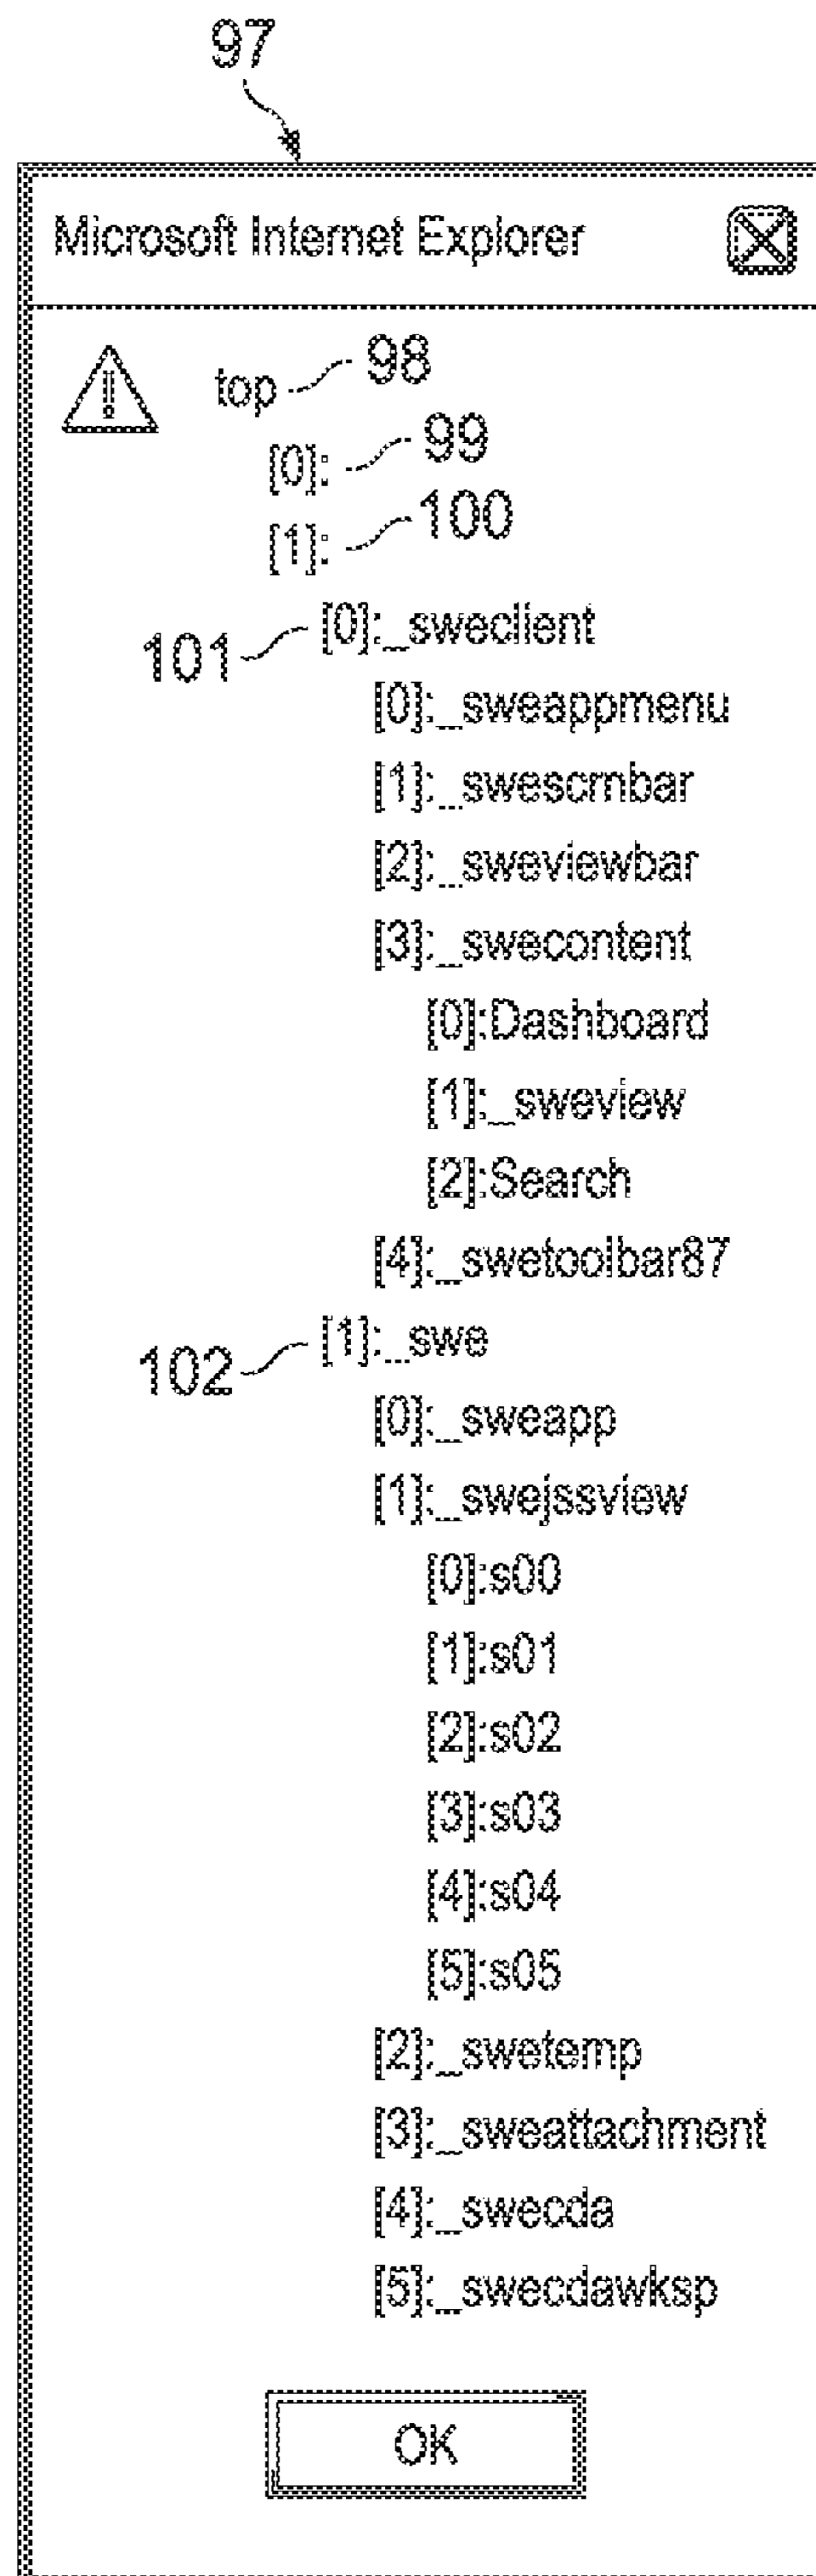 97
Microsoft Internet Explorer
top 98
[0]: 99
[1]: 100
101 [0]:_sweclient
[0]:_sweappmenu
[1]:_swescrnbar
[2]:_sweviewbar
[3]:_swecontent
[0]:Dashboard
[1]:_sweview
[2]:Search
[4]:_swetoolbar87
102 [1]:_swe
[0]:_sweapp
[1]:_swejssview
[0]:s00
[1]:s01
[2]:s02
[3]:s03
[4]:s04
[5]:s05
[2]:_swetemp
[3]:_sweattachment
[4]:_swecda
[5]:_swecdawksp
OK